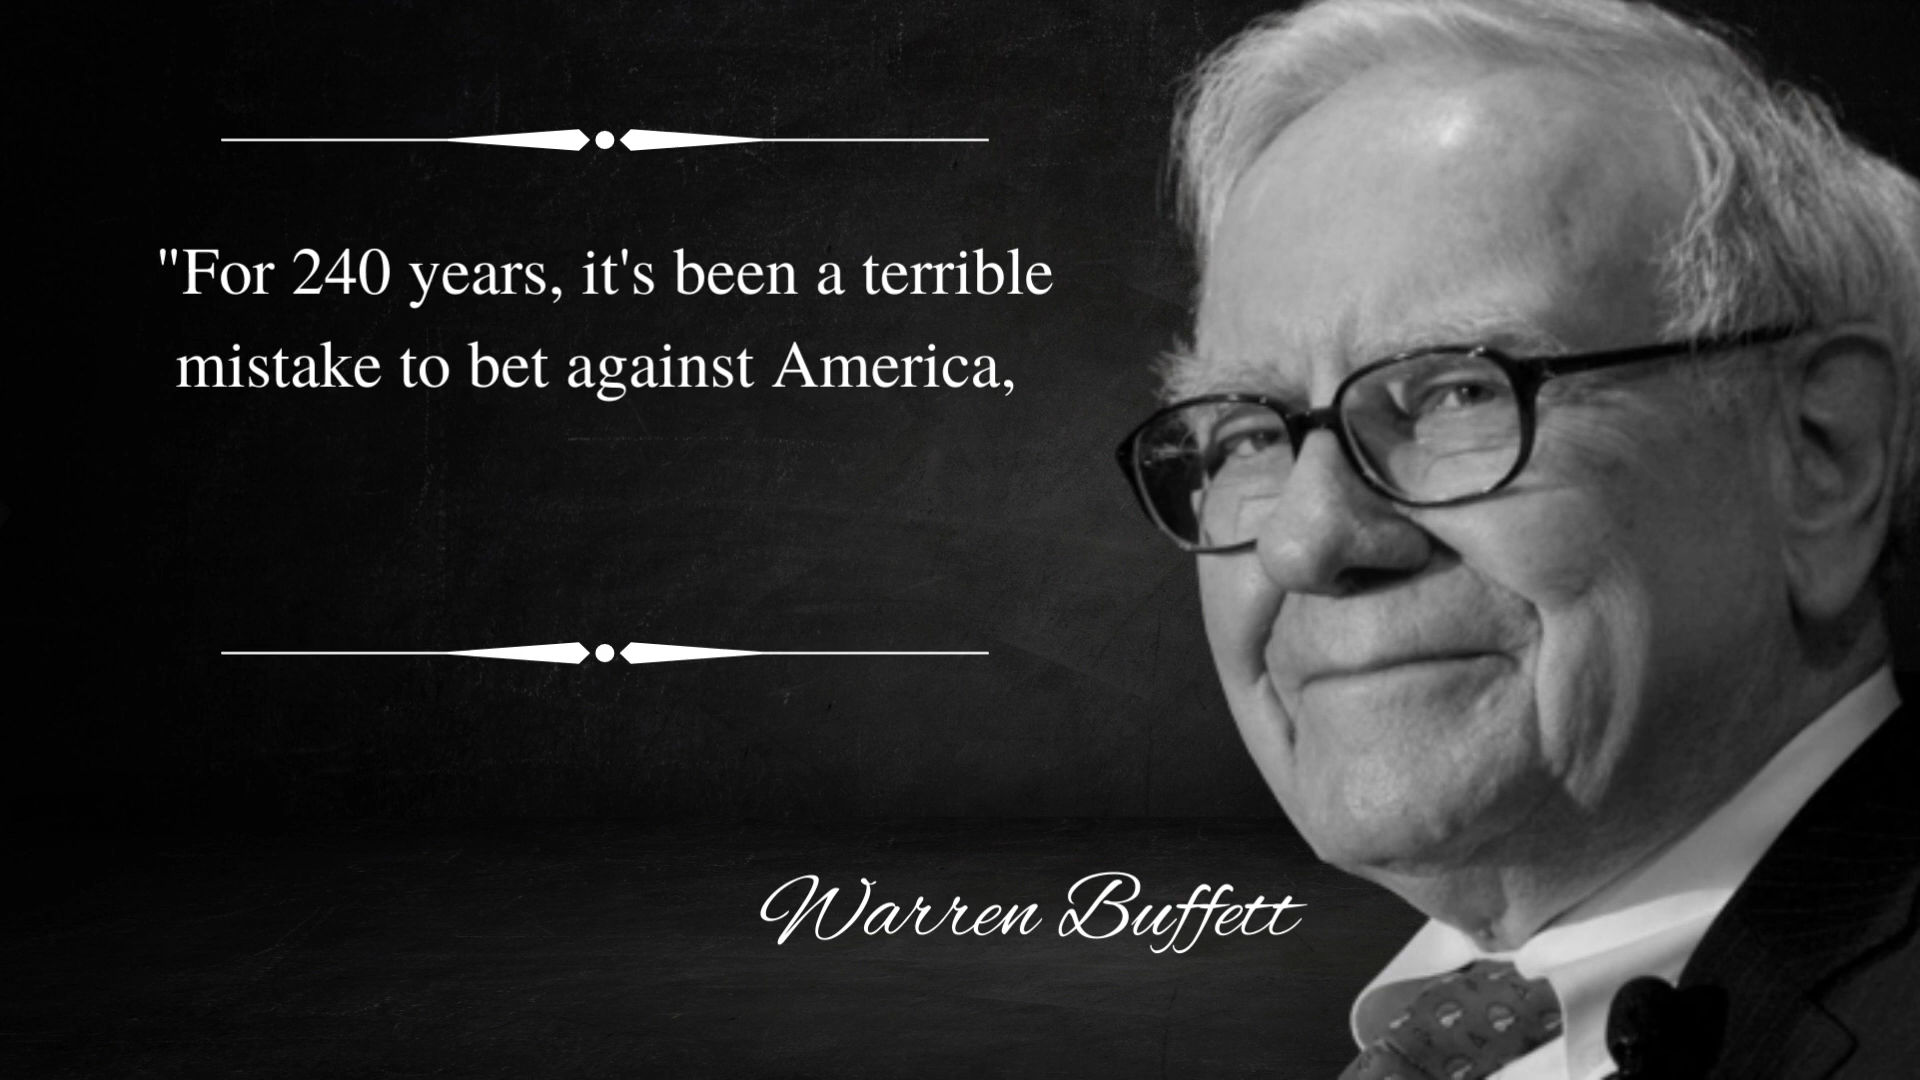 "For 240 years, it's been a terrible
mistake to bet against America,
Warren Buffett